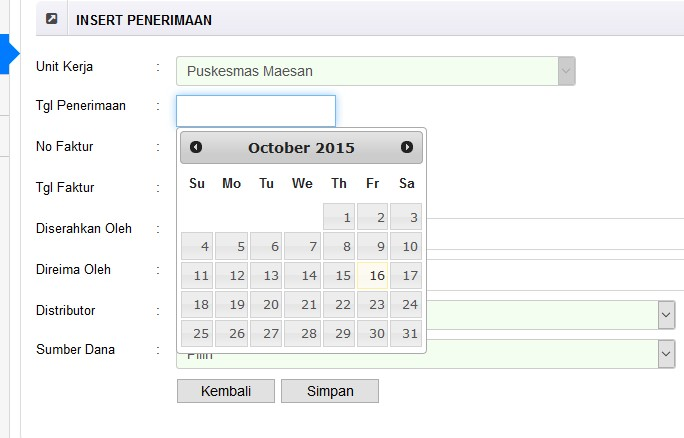 INSERT PENERIMAAN
Unit Kerja : Puskesmas Maesan
Tgl Penerimaan :
October 2015
Su Mo Tu We Th Fr Sa
1 2 3
4 5 6 7 8 9 10
11 12 13 14 15 16 17
18 19 20 21 22 23 24
25 26 27 28 29 30 31
No Faktur :
Tgl Faktur :
Diserahkan Oleh :
Direima Oleh :
Distributor :
Sumber Dana : Pilih
Kembali Simpan